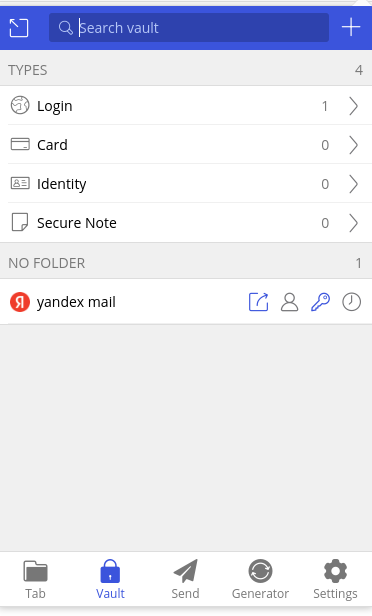 Search vault
TYPES 4
Login 1
Card 0
Identity 0
Secure Note 0
NO FOLDER 1
Я yandex mail
Tab Vault Send Generator Settings